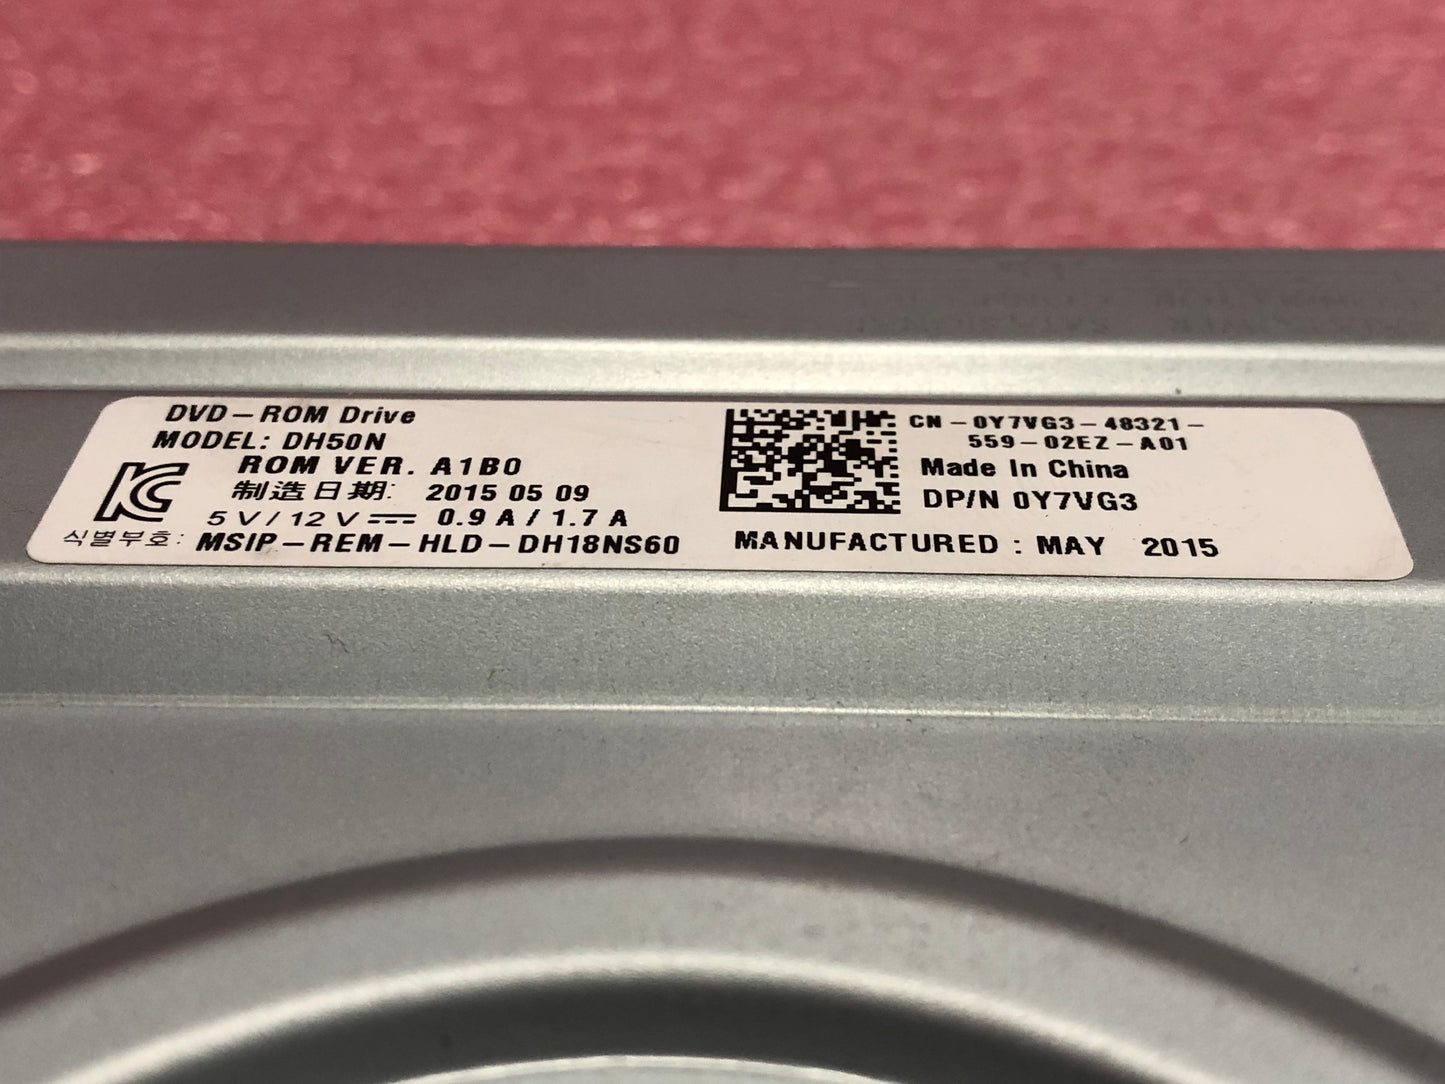 DVD-ROM Drive
MODEL: DH50N
ROM VER. A1B0
制造日期: 2015 05 09
5 V / 12 V ⎓ 0.9 A / 1.7 A
식별부호: MSIP-REM-HLD-DH18NS60
CN-0Y7VG3-48321-
559-02EZ-A01
Made In China
DP/N 0Y7VG3
MANUFACTURED : MAY 2015